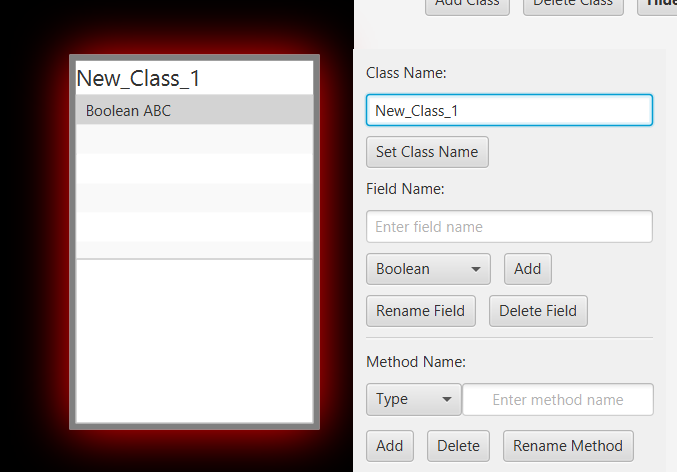 Add Class
Delete Class
New_Class_1
Boolean ABC
Class Name:
New_Class_1
Set Class Name
Field Name:
Enter field name
Boolean
Add
Rename Field
Delete Field
Method Name:
Type
Enter method name
Add
Delete
Rename Method